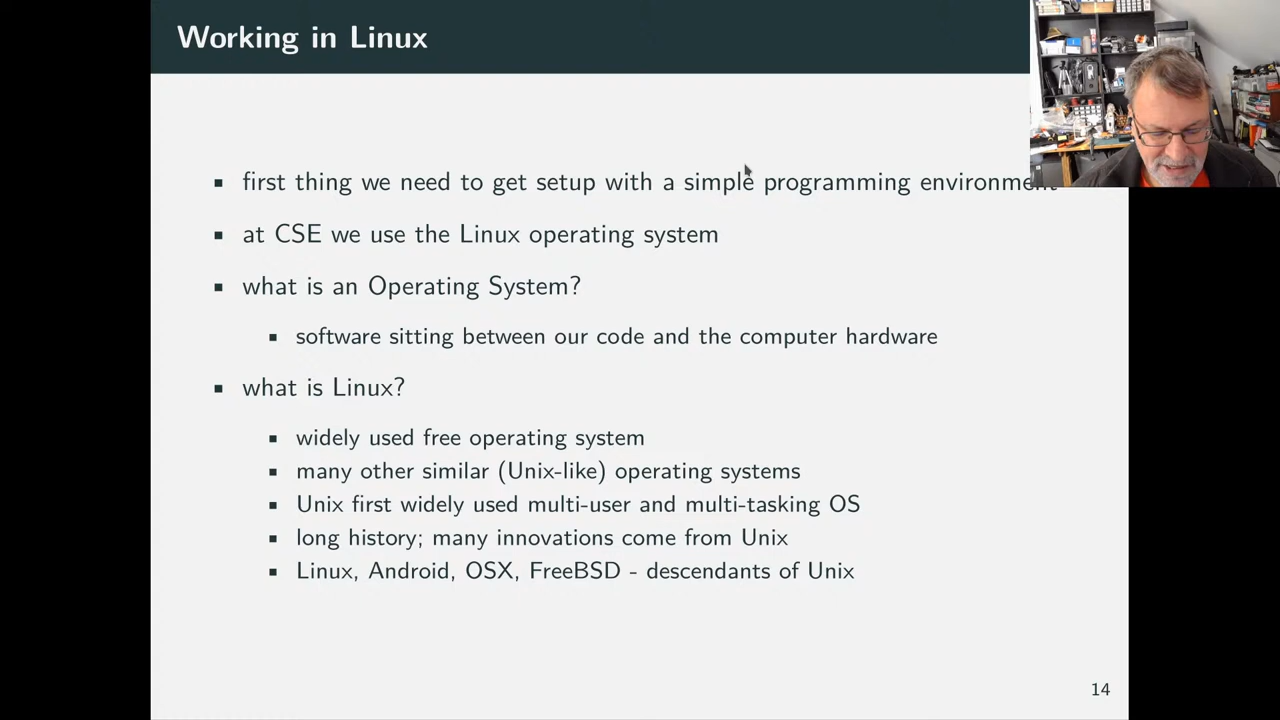 Working in Linux
first thing we need to get setup with a simple programming environment
at CSE we use the Linux operating system
what is an Operating System?
software sitting between our code and the computer hardware
what is Linux?
widely used free operating system
many other similar (Unix-like) operating systems
Unix first widely used multi-user and multi-tasking OS
long history; many innovations come from Unix
Linux, Android, OSX, FreeBSD - descendants of Unix
14